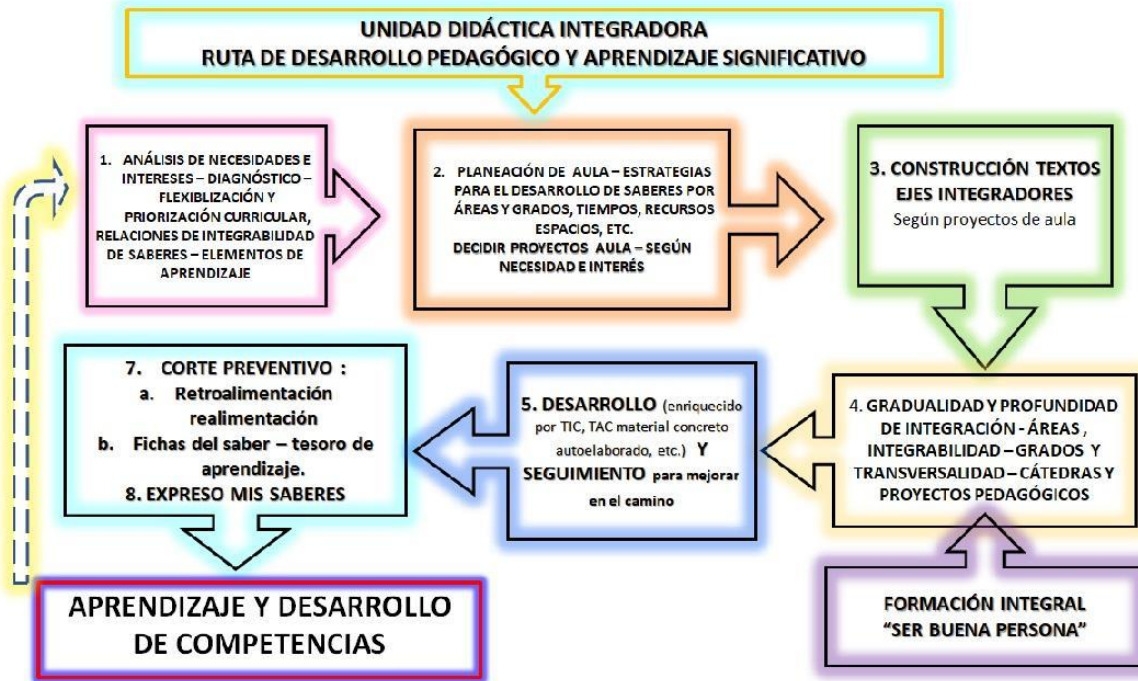 UNIDAD DIDÁCTICA INTEGRADORA
RUTA DE DESARROLLO PEDAGÓGICO Y APRENDIZAJE SIGNIFICATIVO
1. ANÁLISIS DE NECESIDADES E
INTERESES – DIAGNÓSTICO –
FLEXIBLIZACIÓN Y
PRIORIZACIÓN CURRICULAR,
RELACIONES DE INTEGRABILIDAD
DE SABERES – ELEMENTOS DE
APRENDIZAJE
2. PLANEACIÓN DE AULA – ESTRATEGIAS
PARA EL DESARROLLO DE SABERES POR
ÁREAS Y GRADOS, TIEMPOS, RECURSOS
ESPACIOS, ETC.
DECIDIR PROYECTOS AULA – SEGÚN
NECESIDAD E INTERÉS
3. CONSTRUCCIÓN TEXTOS
EJES INTEGRADORES
Según proyectos de aula
4. GRADUALIDAD Y PROFUNDIDAD
DE INTEGRACIÓN - ÁREAS ,
INTEGRABILIDAD – GRADOS Y
TRANSVERSALIDAD – CÁTEDRAS Y
PROYECTOS PEDAGÓGICOS
5. DESARROLLO (enriquecido
por TIC, TAC material concreto
autoelaborado, etc.) Y
SEGUIMIENTO para mejorar
en el camino
7. CORTE PREVENTIVO :
a. Retroalimentación
realimentación
b. Fichas del saber – tesoro de
aprendizaje.
8. EXPRESO MIS SABERES
APRENDIZAJE Y DESARROLLO
DE COMPETENCIAS
FORMACIÓN INTEGRAL
“SER BUENA PERSONA”